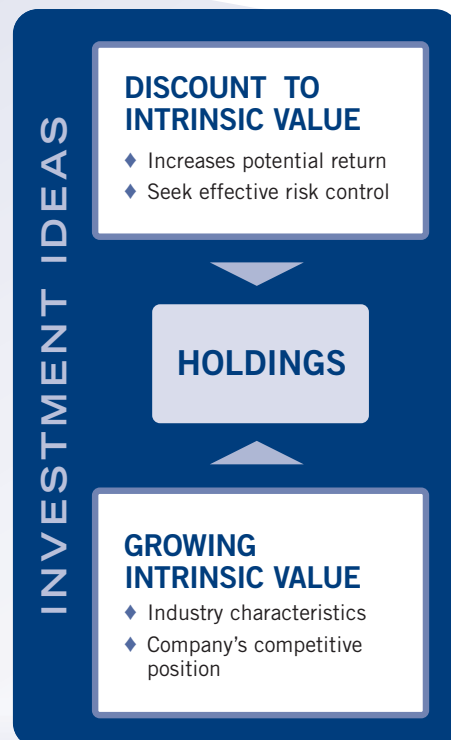 INVESTMENT IDEAS
DISCOUNT TO
INTRINSIC VALUE
♦ Increases potential return
♦ Seek effective risk control
HOLDINGS
GROWING
INTRINSIC VALUE
♦ Industry characteristics
♦ Company's competitive
position